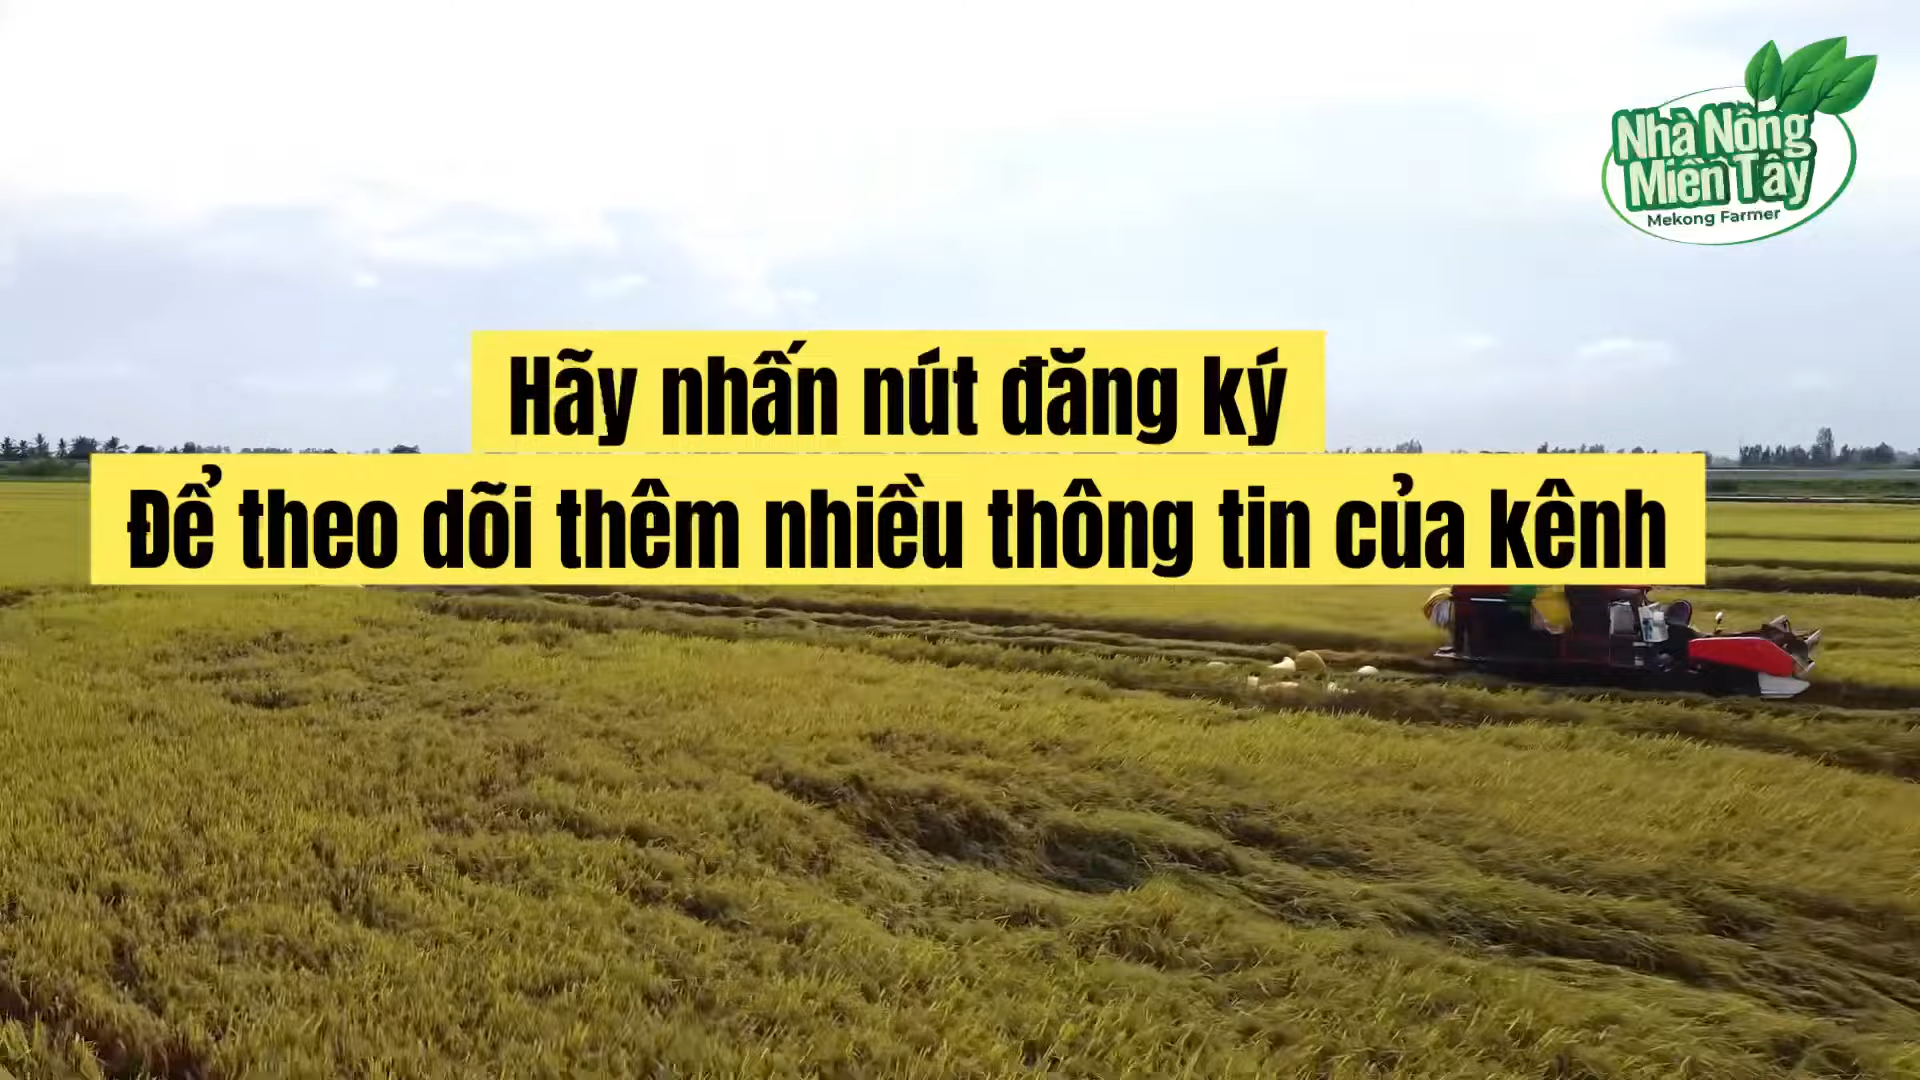 Nhà Nông
Miền Tây
Mekong Farmer
Hãy nhấn nút đăng ký
Để theo dõi thêm nhiều thông tin của kênh